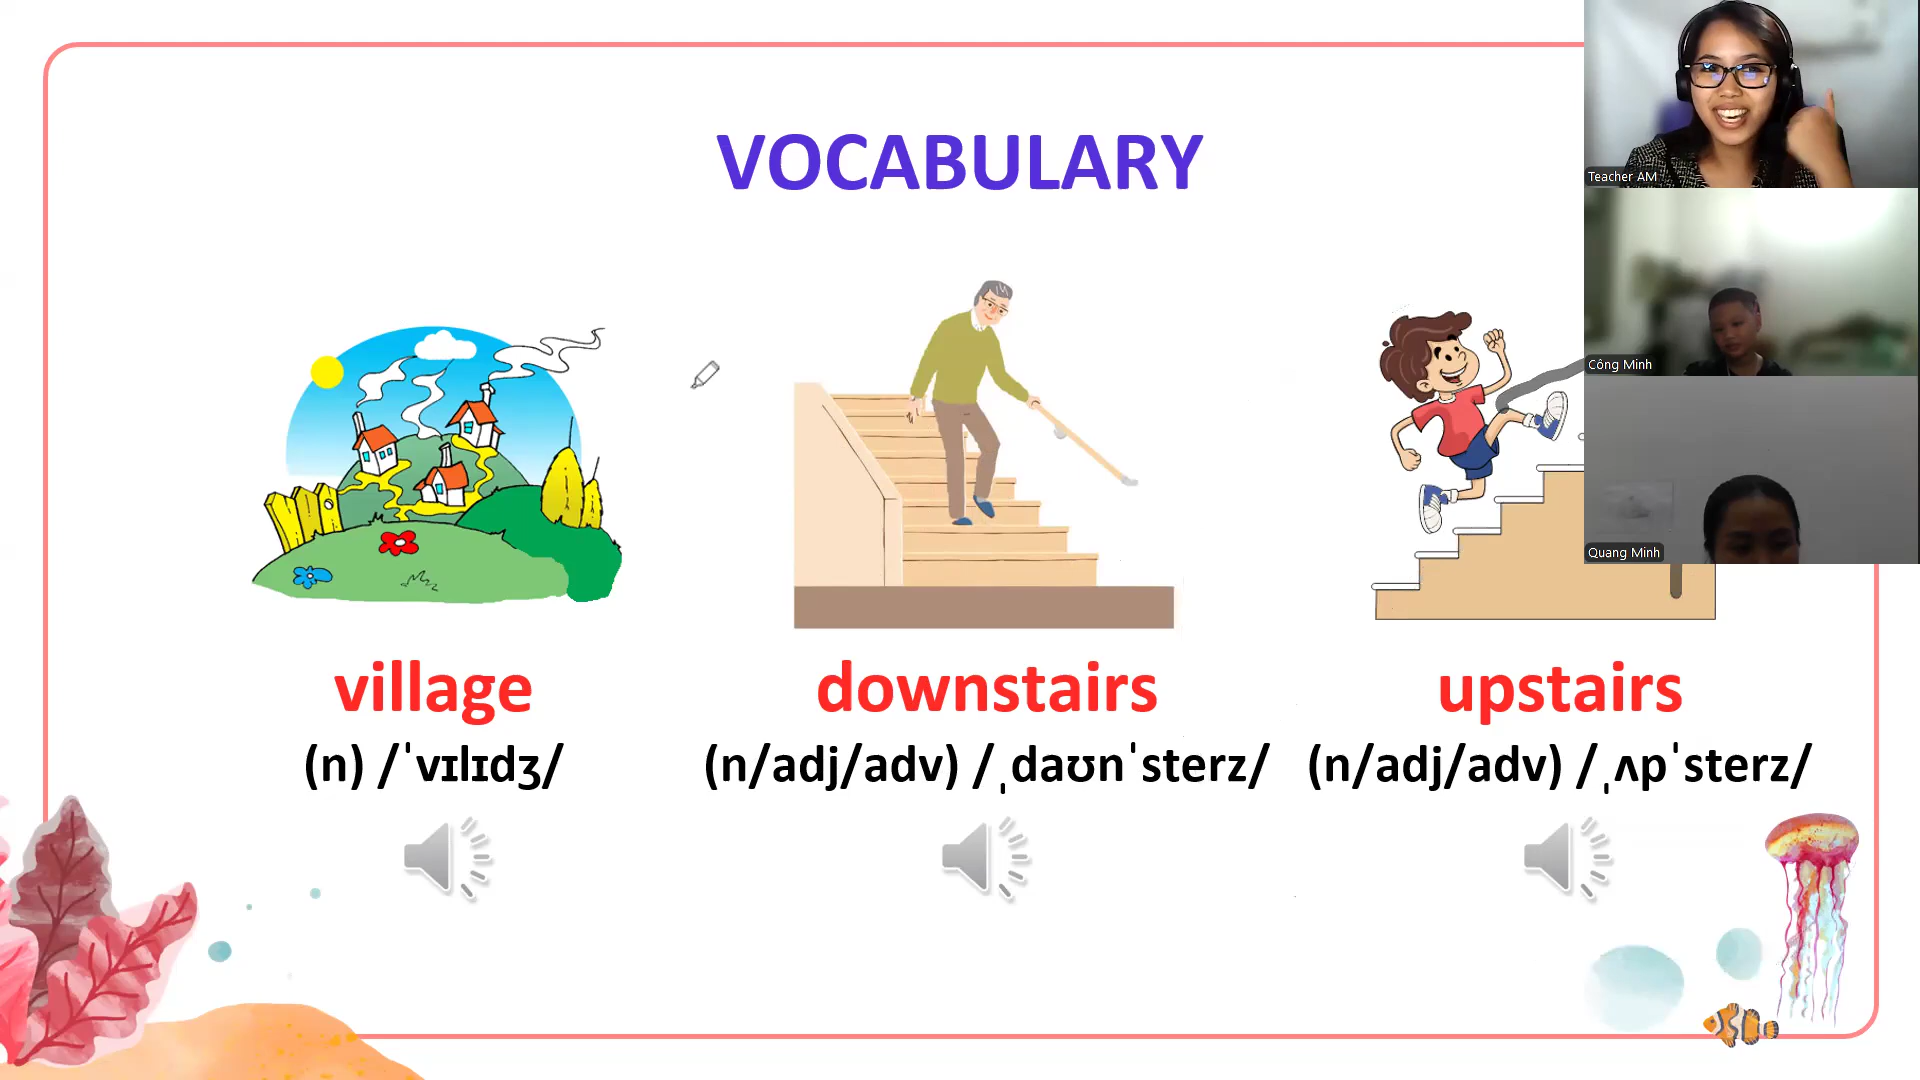 VOCABULARY
village
(n) /ˈvɪlɪdʒ/
downstairs
(n/adj/adv) /ˌdaʊnˈsterz/
upstairs
(n/adj/adv) /ˌʌpˈsterz/
Teacher AM
Công Minh
Quang Minh